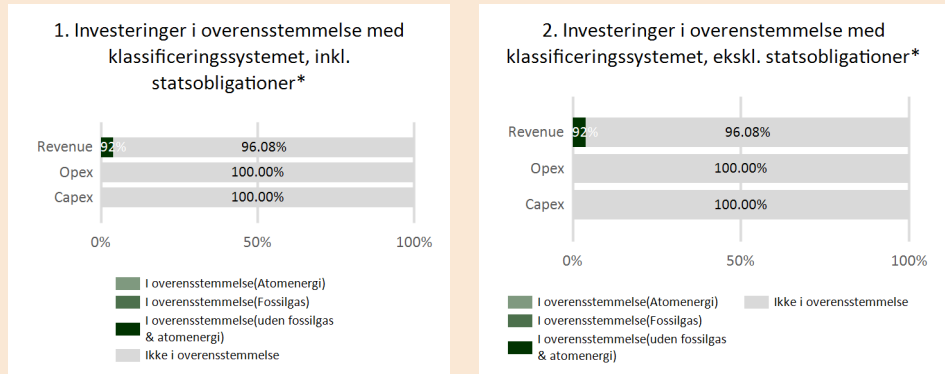 1. Investeringer i overensstemmelse med
klassificeringssystemet, inkl.
statsobligationer*
Revenue 92% 96.08%
Opex 100.00%
Capex 100.00%
0% 50% 100%
I overensstemmelse(Atomenergi)
I overensstemmelse(Fossilgas)
I overensstemmelse(uden fossilgas
& atomenergi)
Ikke i overensstemmelse
2. Investeringer i overenstemmelse med
klassificeringssystemet, ekskl. statsobligationer*
Revenue 92% 96.08%
Opex 100.00%
Capex 100.00%
0% 50% 100%
I overensstemmelse(Atomenergi)
Ikke i overensstemmelse
I overensstemmelse(Fossilgas)
I overensstemmelse(uden fossilgas
& atomenergi)